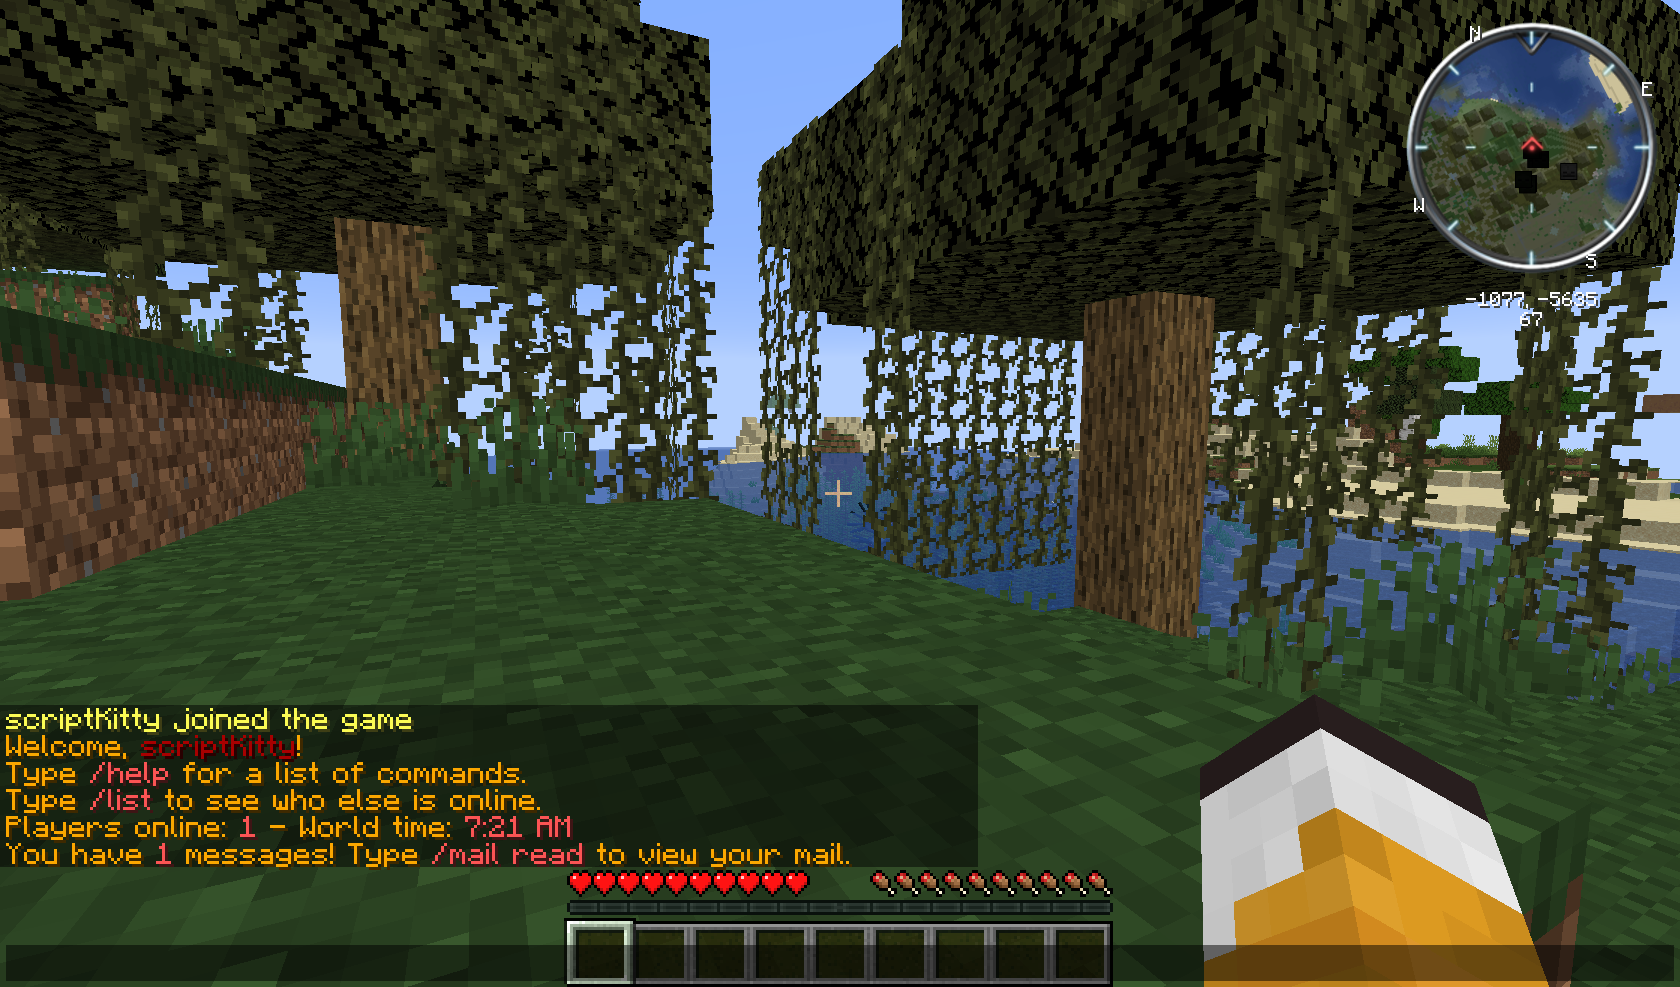 N
E
W
S
-1077, -5635
67
scriptKitty joined the game
Welcome, scriptKitty!
Type /help for a list of commands.
Type /list to see who else is online.
Players online: 1 - World time: 7:21 AM
You have 1 messages! Type /mail read to view your mail.